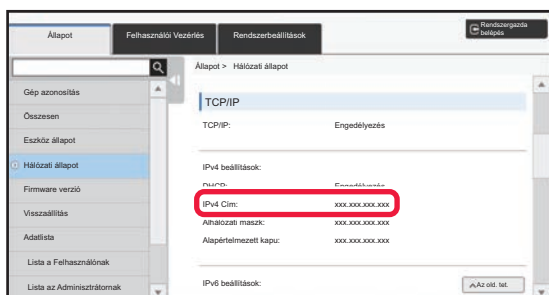 Állapot
Felhasználói Vezérlés
Rendszerbeállítások
Rendszergazda
belépés
Állapot > Hálózati állapot
Gép azonosítás
Összesen
Eszköz állapot
Hálózati állapot
Firmware verzió
Visszaállítás
Adatlista
Lista a Felhasználónak
Lista az Adminisztrátornak
TCP/IP
TCP/IP: Engedélyezés
IPv4 beállítások:
DHCP: Engedélyezés
IPv4 Cím: xxx.xxx.xxx.xxx
Alhálózati maszk: xxx.xxx.xxx.xxx
Alapértelmezett kapu: xxx.xxx.xxx.xxx
IPv6 beállítások:
Az old. tet.